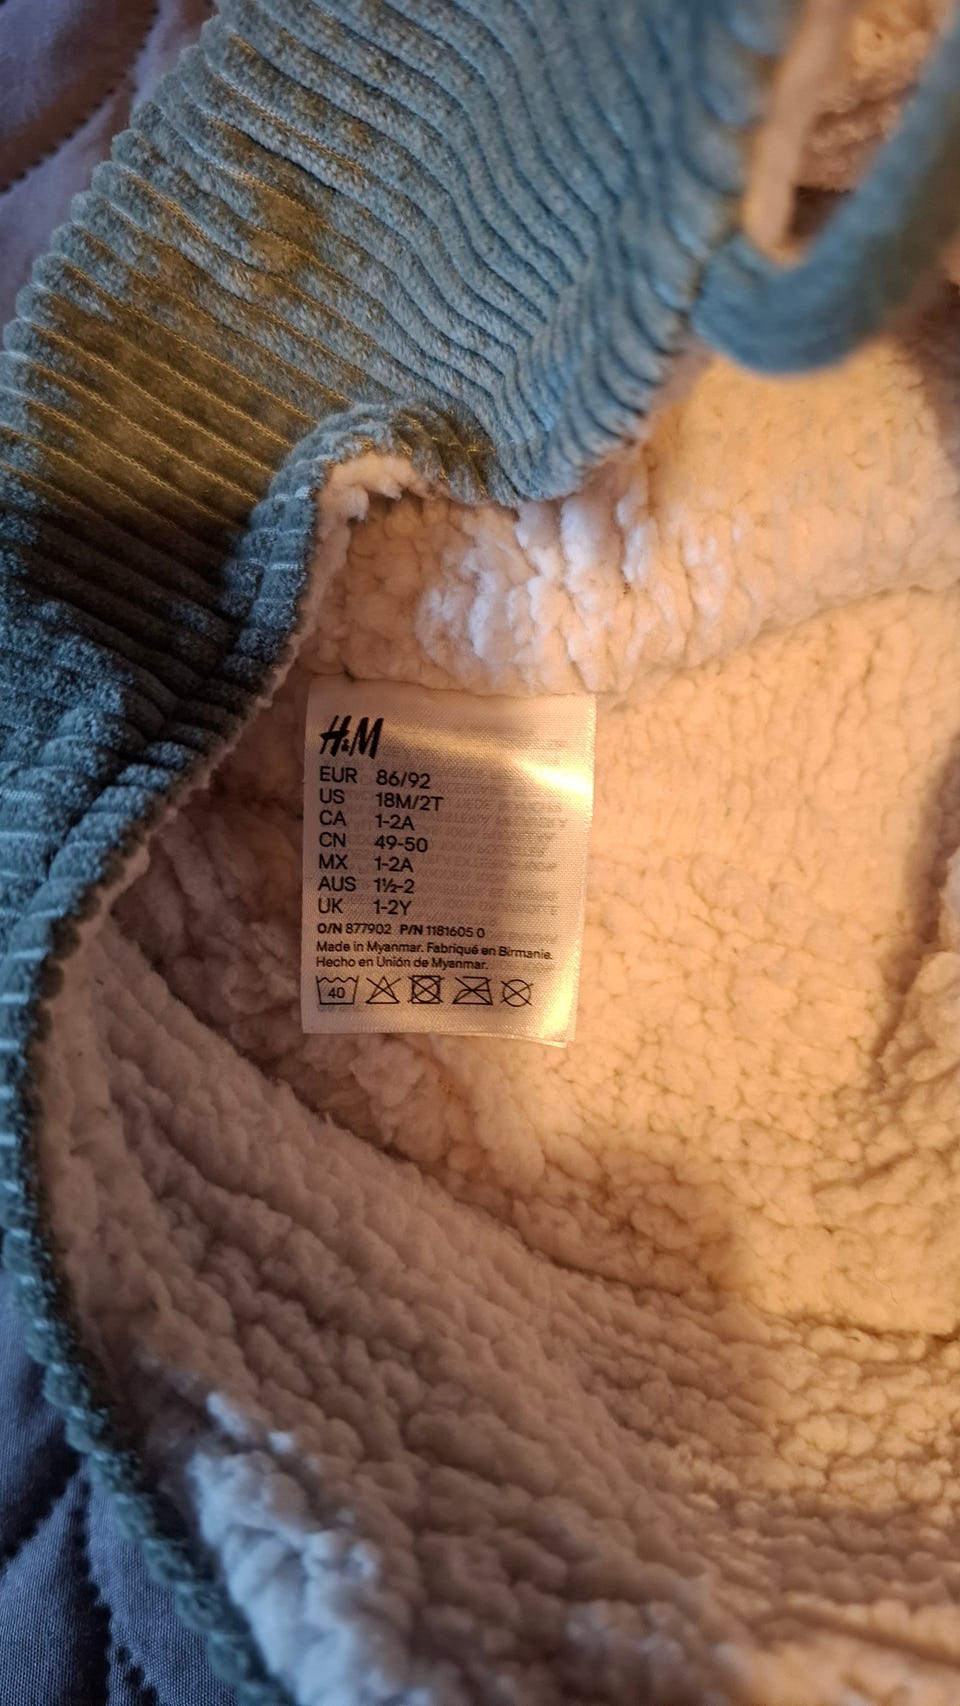 H&M
EUR 86/92
US 18M/2T
CA 1-2A
CN 49-50
MX 1-2A
AUS 1½-2
UK 1-2Y
O/N 877902 P/N 1181605 0
Made in Myanmar. Fabriqué en Birmanie.
Hecho en Unión de Myanmar.
40